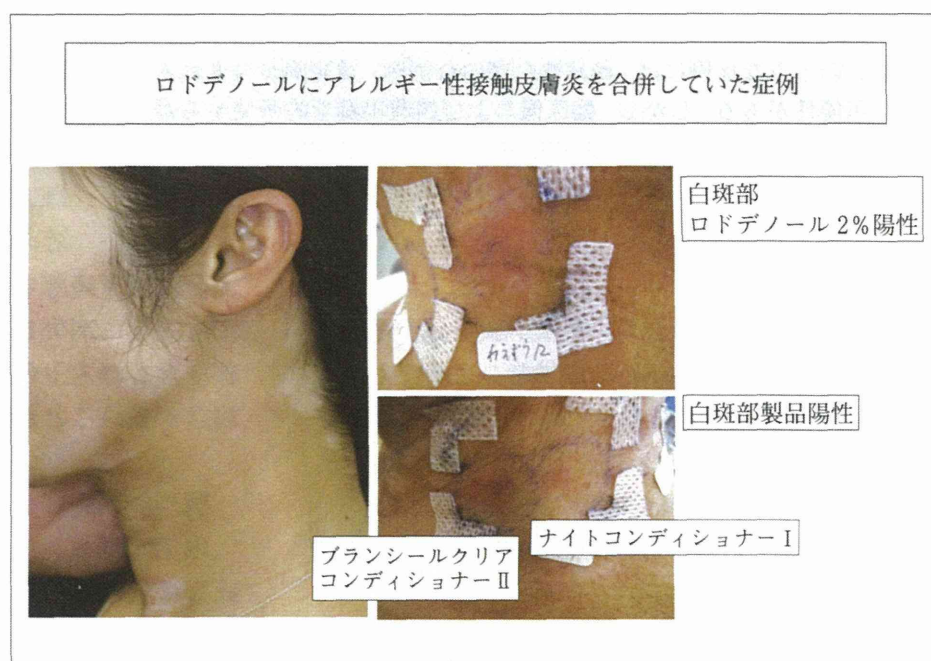 ロドデノールにアレルギー性接触皮膚炎を合併していた症例
白斑部
ロドデノール 2%陽性
白斑部製品陽性
ナイトコンディショナーⅠ
ブランシールクリア
コンディショナーⅡ